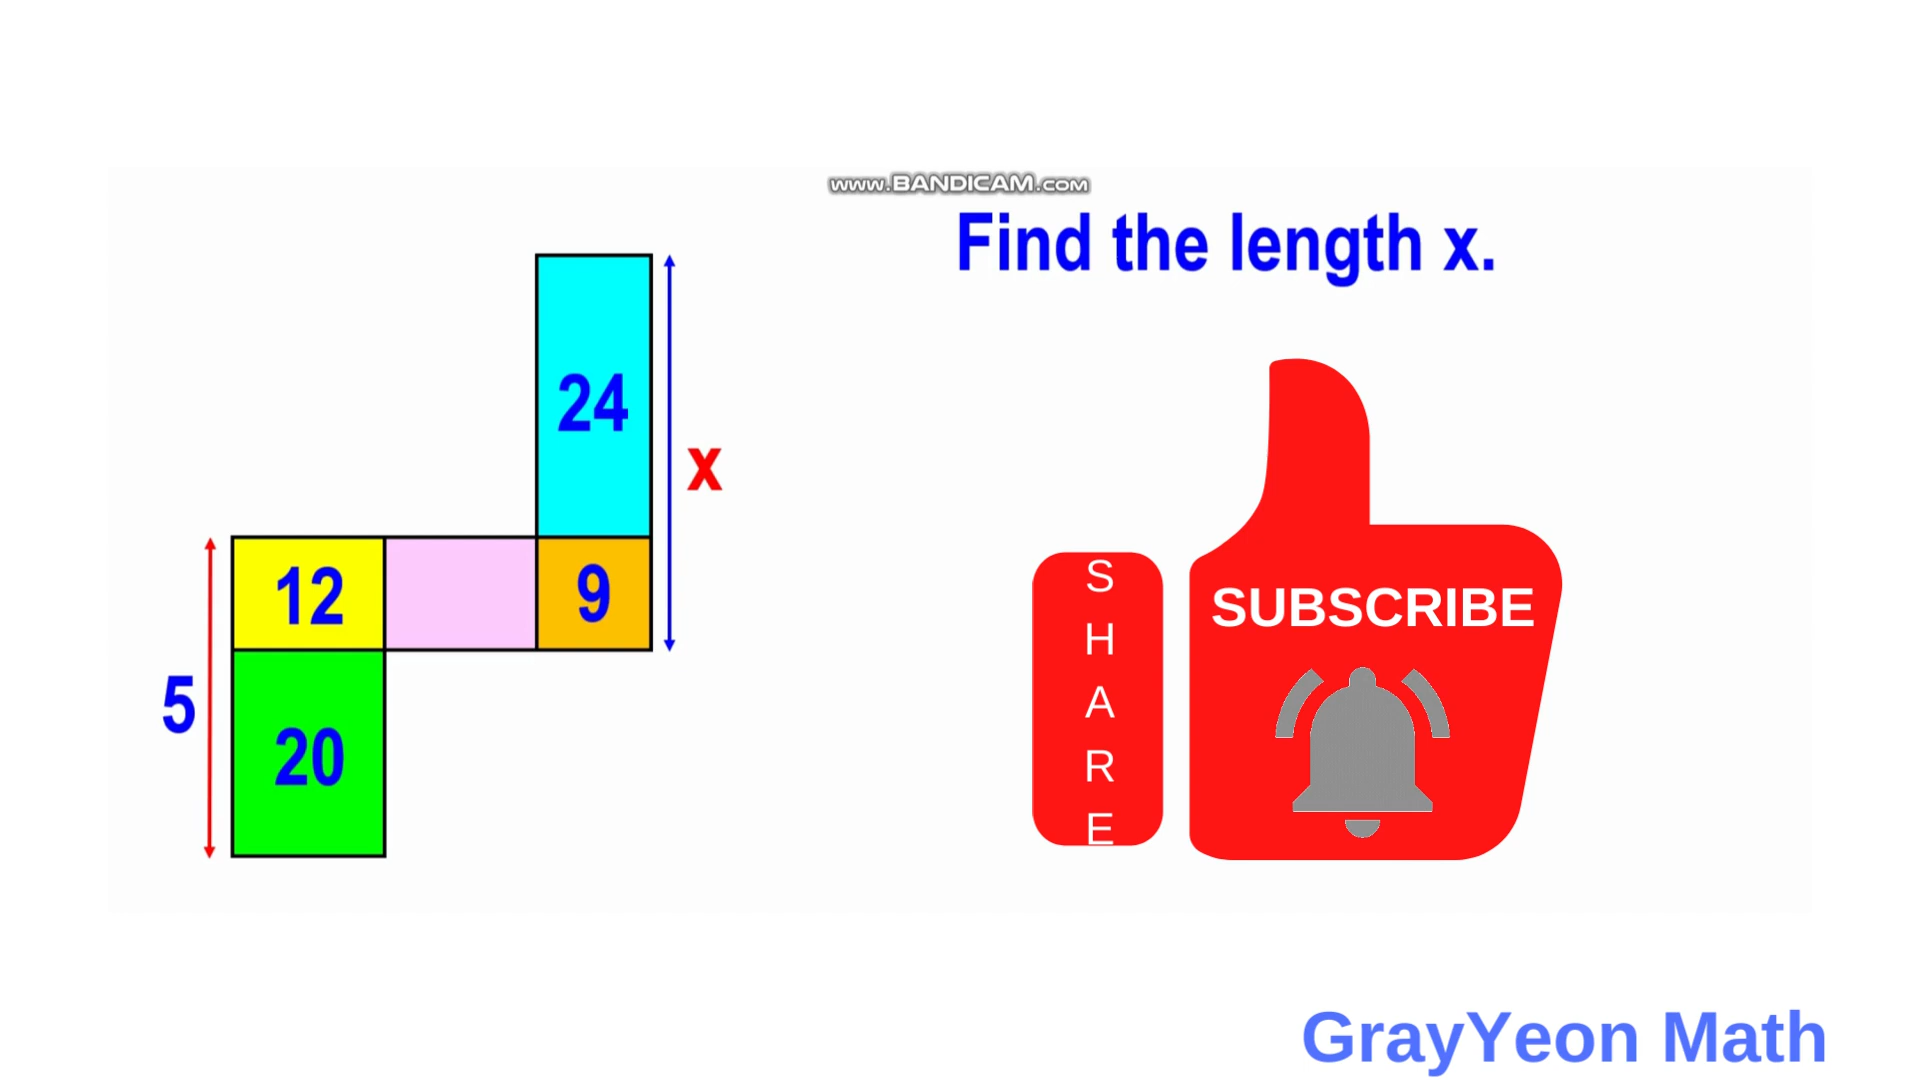 www.BANDICAM.com
Find the length x.
24
x
12
9
5
20
S
H
A
R
E
SUBSCRIBE
GrayYeon Math